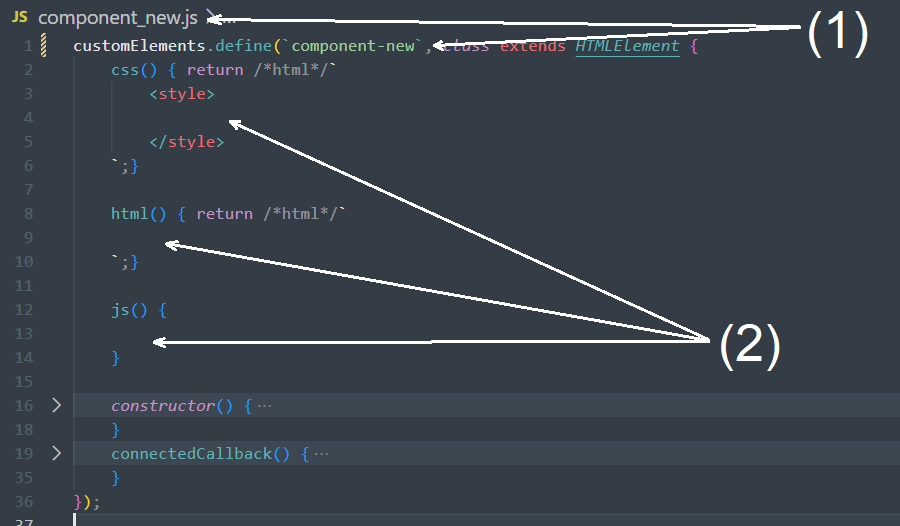 JS component_new.js > ...
(1)
1 customElements.define(`component-new`, class extends HTMLElement {
2 css() { return /*html*/`
3 <style>
4
5 </style>
6 `;}
7
8 html() { return /*html*/`
9
10 `;}
11
12 js() {
13
(2)
14 }
15
16 > constructor() { ...
18 }
19 > connectedCallback() { ...
35 }
36 });
37